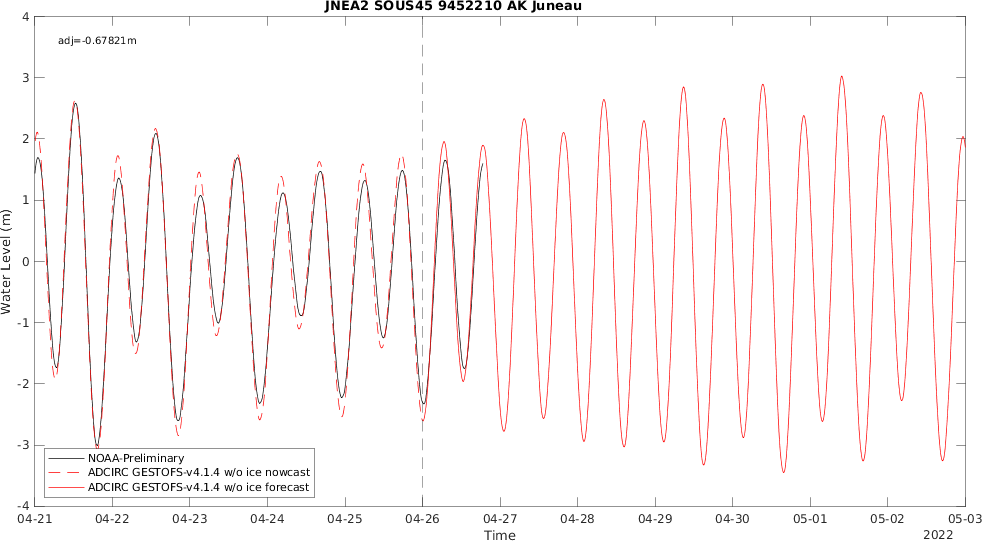 JNEA2 SOUS45 9452210 AK Juneau
adj=-0.67821m
4
3
2
1
0
-1
-2
-3
-4
Water Level (m)
NOAA-Preliminary
ADCIRC GESTOFS-v4.1.4 w/o ice nowcast
ADCIRC GESTOFS-v4.1.4 w/o ice forecast
04-21 04-22 04-23 04-24 04-25 04-26 04-27 04-28 04-29 04-30 05-01 05-02 05-03
Time
2022